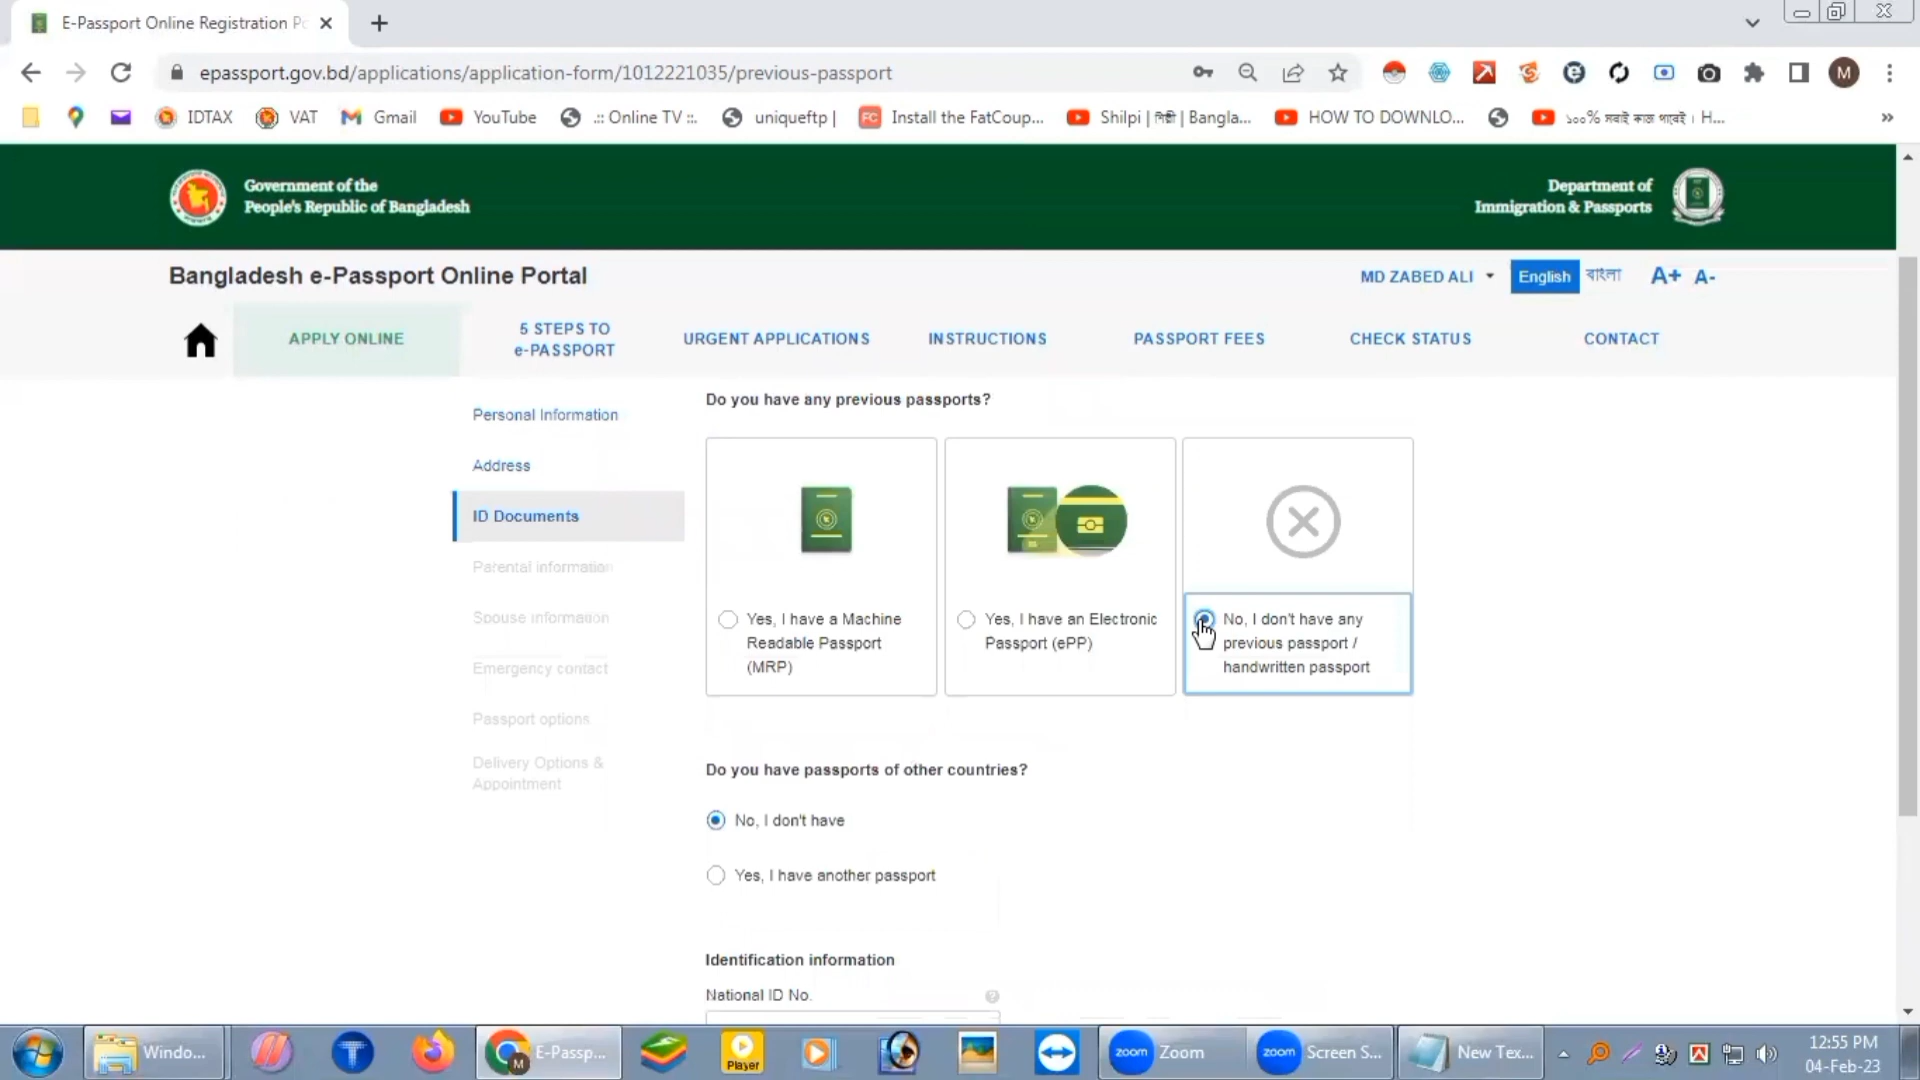 E-Passport Online Registration Po
epassport.gov.bd/applications/application-form/1012221035/previous-passport
M
IDTAX
VAT
Gmail
YouTube
.:: Online TV ::.
uniqueftp |
FC
Install the FatCoup...
Shilpi | শিল্পী | Bangla...
HOW TO DOWNLO...
১০০% সবাই কাজ পাবেই । H...
»
Government of the
People's Republic of Bangladesh
Department of
Immigration & Passports
Bangladesh e-Passport Online Portal
MD ZABED ALI
English
বাংলা
A+ A-
APPLY ONLINE
5 STEPS TO
e-PASSPORT
URGENT APPLICATIONS
INSTRUCTIONS
PASSPORT FEES
CHECK STATUS
CONTACT
Personal Information
Address
ID Documents
Parental information
Spouse information
Emergency contact
Passport options
Delivery Options &
Appointment
Do you have any previous passports?
Yes, I have a Machine
Readable Passport
(MRP)
Yes, I have an Electronic
Passport (ePP)
No, I don't have any
previous passport /
handwritten passport
Do you have passports of other countries?
No, I don't have
Yes, I have another passport
Identification information
National ID No.
?
Windo...
T
M
E-Passp...
Player
zoom
Zoom
zoom
Screen S...
New Tex...
12:55 PM
04-Feb-23